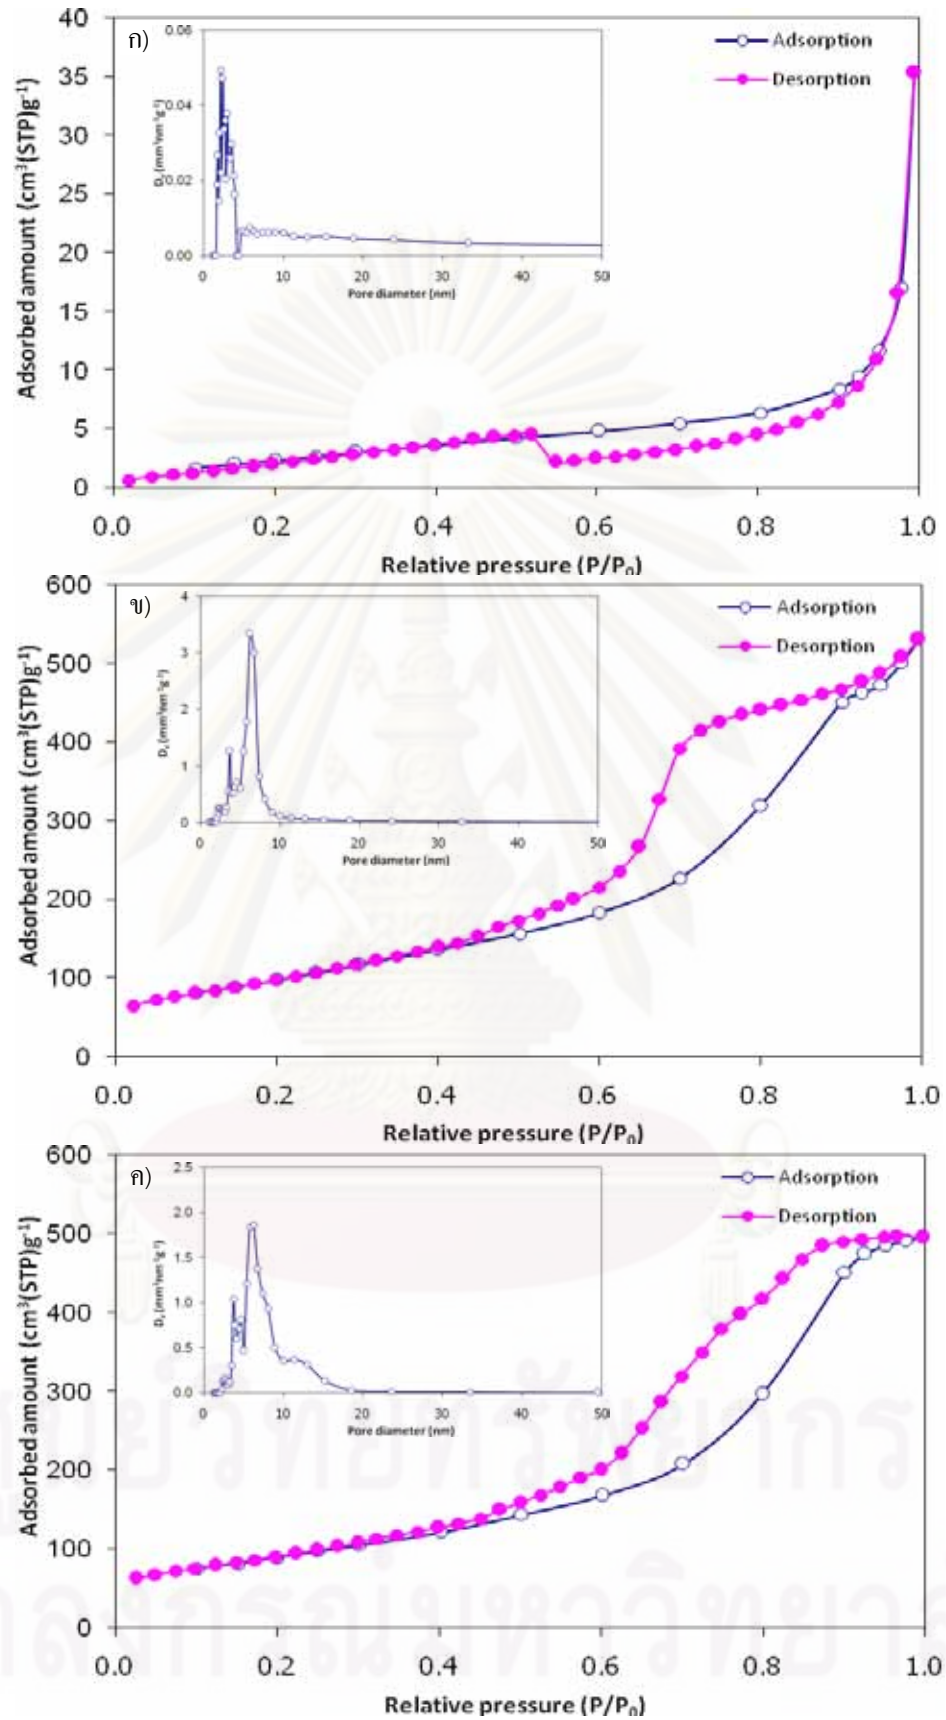 ก)
Adsorption
Desorption
Adsorbed amount (cm³(STP)g⁻¹)
40
35
30
25
20
15
10
5
0
0.0 0.2 0.4 0.6 0.8 1.0
Relative pressure (P/P₀)
0.06
0.04
0.02
0.00
0 10 20 30 40 50
Pore diameter (nm)
ข)
Adsorption
Desorption
Adsorbed amount (cm³(STP)g⁻¹)
600
500
400
300
200
100
0
0.0 0.2 0.4 0.6 0.8 1.0
Relative pressure (P/P₀)
4
3
2
1
0
0 10 20 30 40 50
Pore diameter (nm)
ค)
Adsorption
Desorption
Adsorbed amount (cm³(STP)g⁻¹)
600
500
400
300
200
100
0
0.0 0.2 0.4 0.6 0.8 1.0
Relative pressure (P/P₀)
2.5
2.0
1.5
1.0
0.5
0.0
0 10 20 30 40 50
Pore diameter (nm)